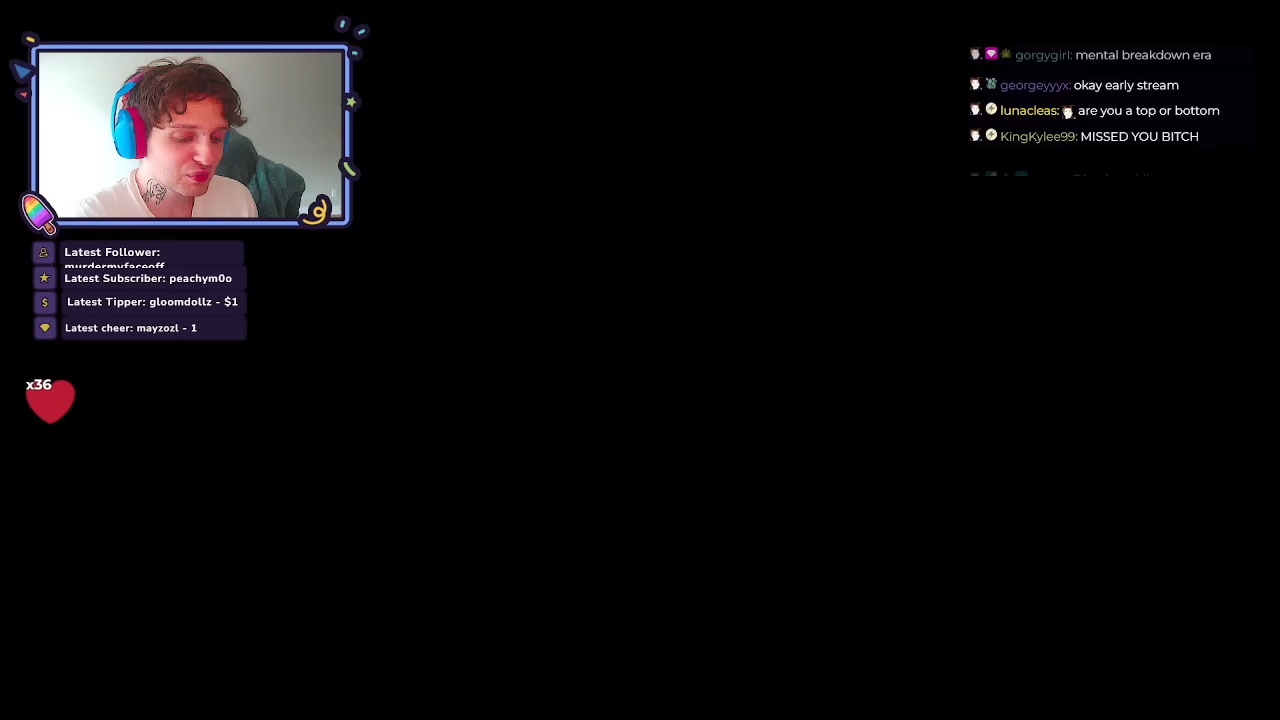 gorgygirl: mental breakdown era
georgeyyyx: okay early stream
lunacleas: are you a top or bottom
KingKylee99: MISSED YOU BITCH
Latest Follower:
murdermyfaceoff
Latest Subscriber: peachym0o
Latest Tipper: gloomdollz - $1
Latest cheer: mayzozl - 1
x36